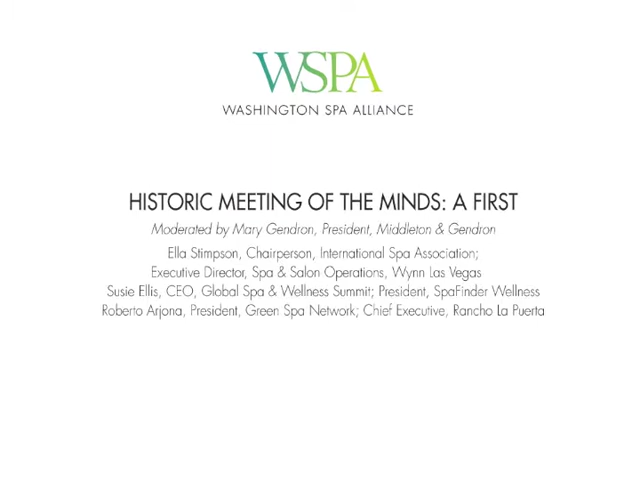 WSPA
WASHINGTON SPA ALLIANCE
HISTORIC MEETING OF THE MINDS: A FIRST
Moderated by Mary Gendron, President, Middleton & Gendron
Ella Stimpson, Chairperson, International Spa Association;
Executive Director, Spa & Salon Operations, Wynn Las Vegas
Susie Ellis, CEO, Global Spa & Wellness Summit; President, SpaFinder Wellness
Roberto Arjona, President, Green Spa Network; Chief Executive, Rancho La Puerta